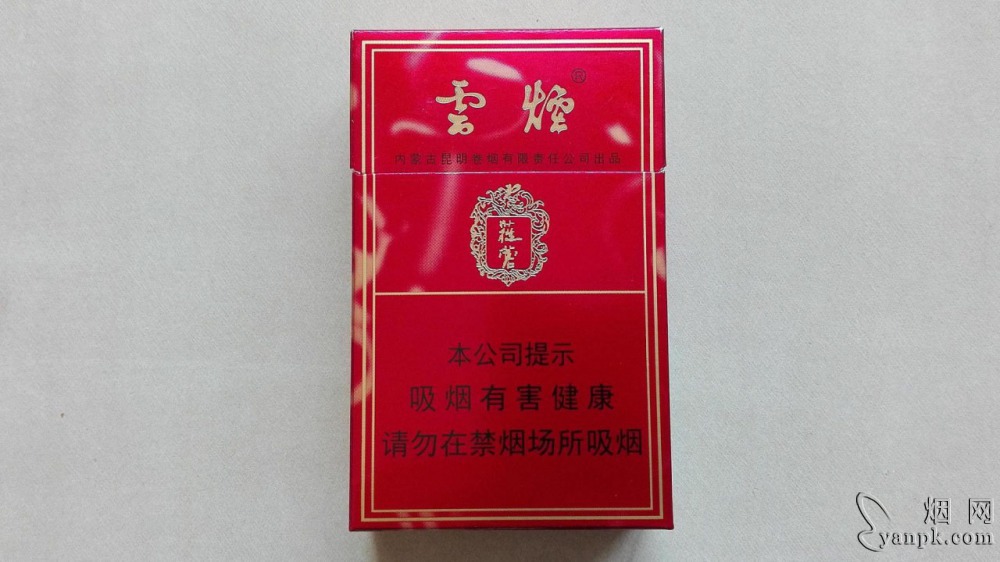 雲煙
内蒙古昆明卷烟有限责任公司出品
本公司提示
吸烟有害健康
请勿在禁烟场所吸烟
烟网
yanpk.com